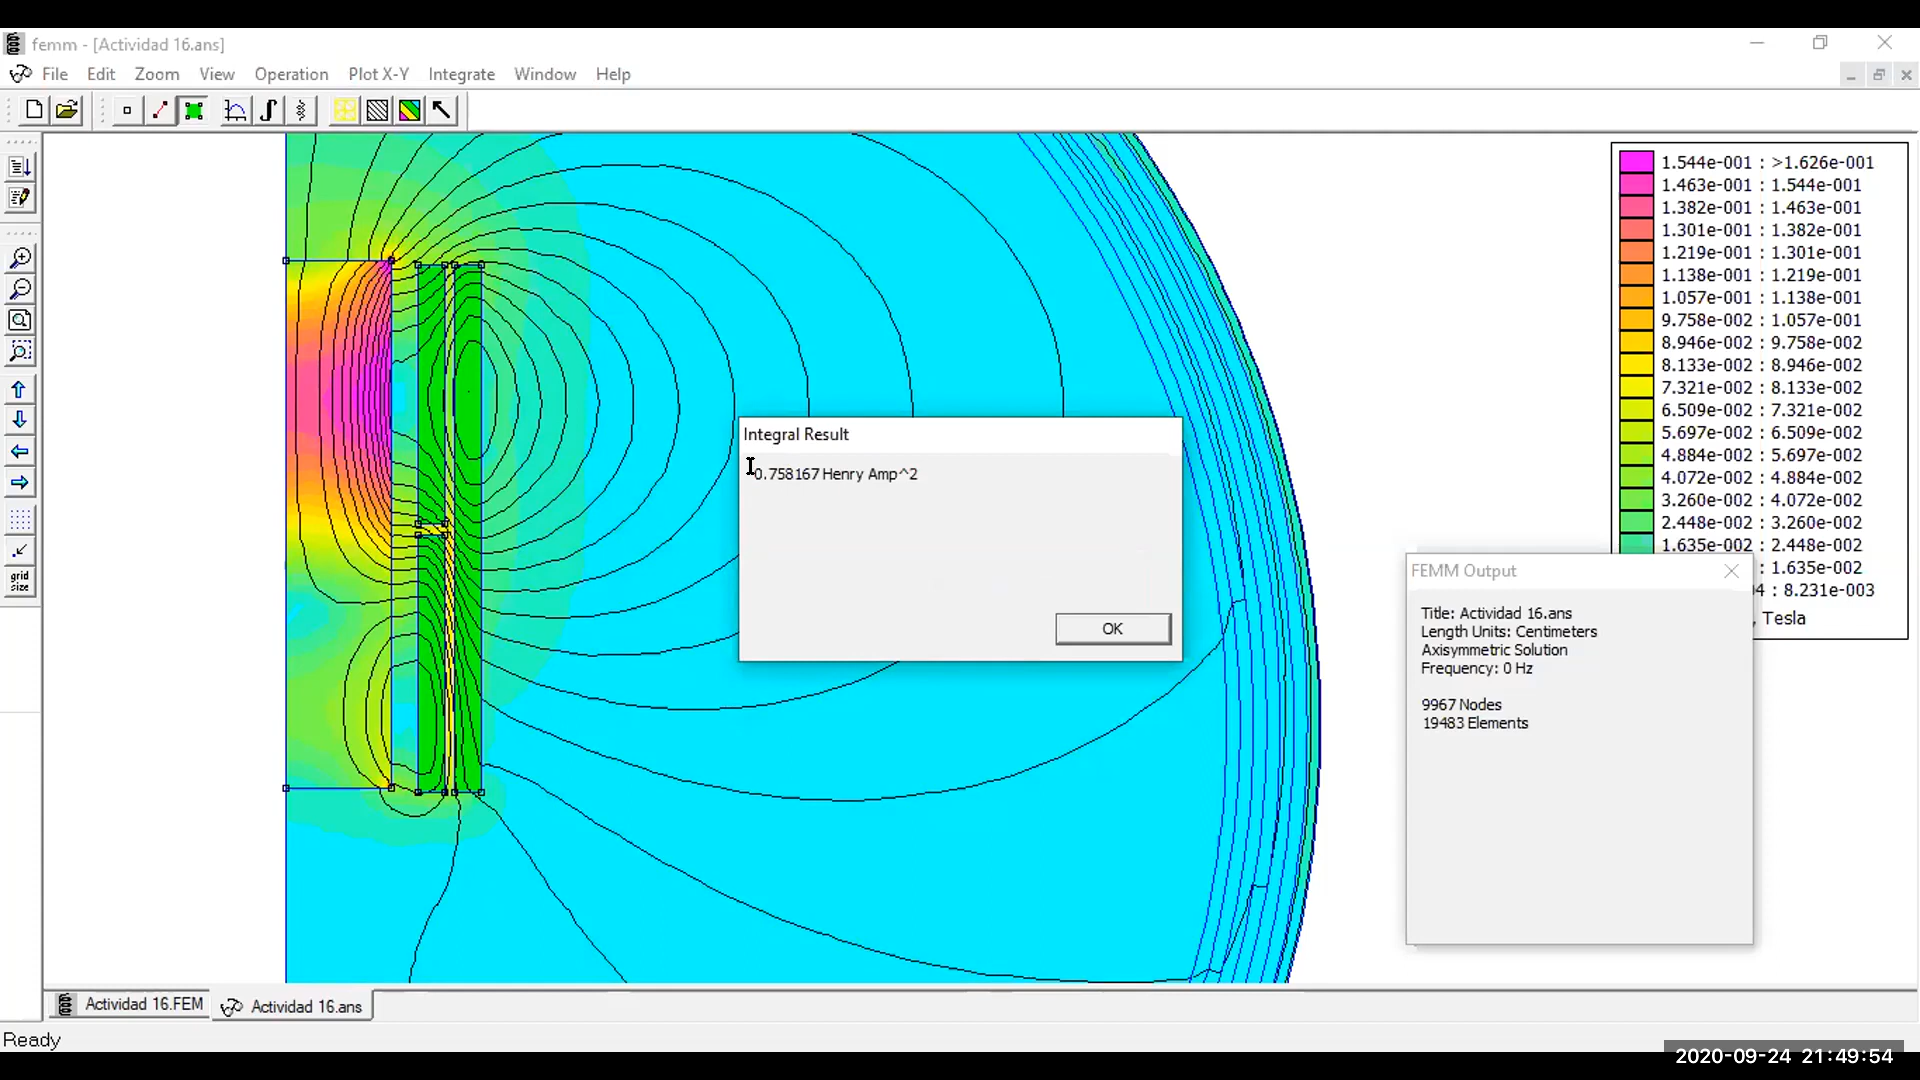 femm - [Actividad 16.ans]
File Edit Zoom View Operation Plot X-Y Integrate Window Help
grid
size
1.544e-001 : >1.626e-001
1.463e-001 : 1.544e-001
1.382e-001 : 1.463e-001
1.301e-001 : 1.382e-001
1.219e-001 : 1.301e-001
1.138e-001 : 1.219e-001
1.057e-001 : 1.138e-001
9.758e-002 : 1.057e-001
8.946e-002 : 9.758e-002
8.133e-002 : 8.946e-002
7.321e-002 : 8.133e-002
6.509e-002 : 7.321e-002
5.697e-002 : 6.509e-002
4.884e-002 : 5.697e-002
4.072e-002 : 4.884e-002
3.260e-002 : 4.072e-002
2.448e-002 : 3.260e-002
1.635e-002 : 2.448e-002
: 1.635e-002
04 : 8.231e-003
, Tesla
Integral Result
0.758167 Henry Amp^2
OK
FEMM Output
Title: Actividad 16.ans
Length Units: Centimeters
Axisymmetric Solution
Frequency: 0 Hz
9967 Nodes
19483 Elements
Actividad 16.FEM
Actividad 16.ans
Ready
2020-09-24 21:49:54